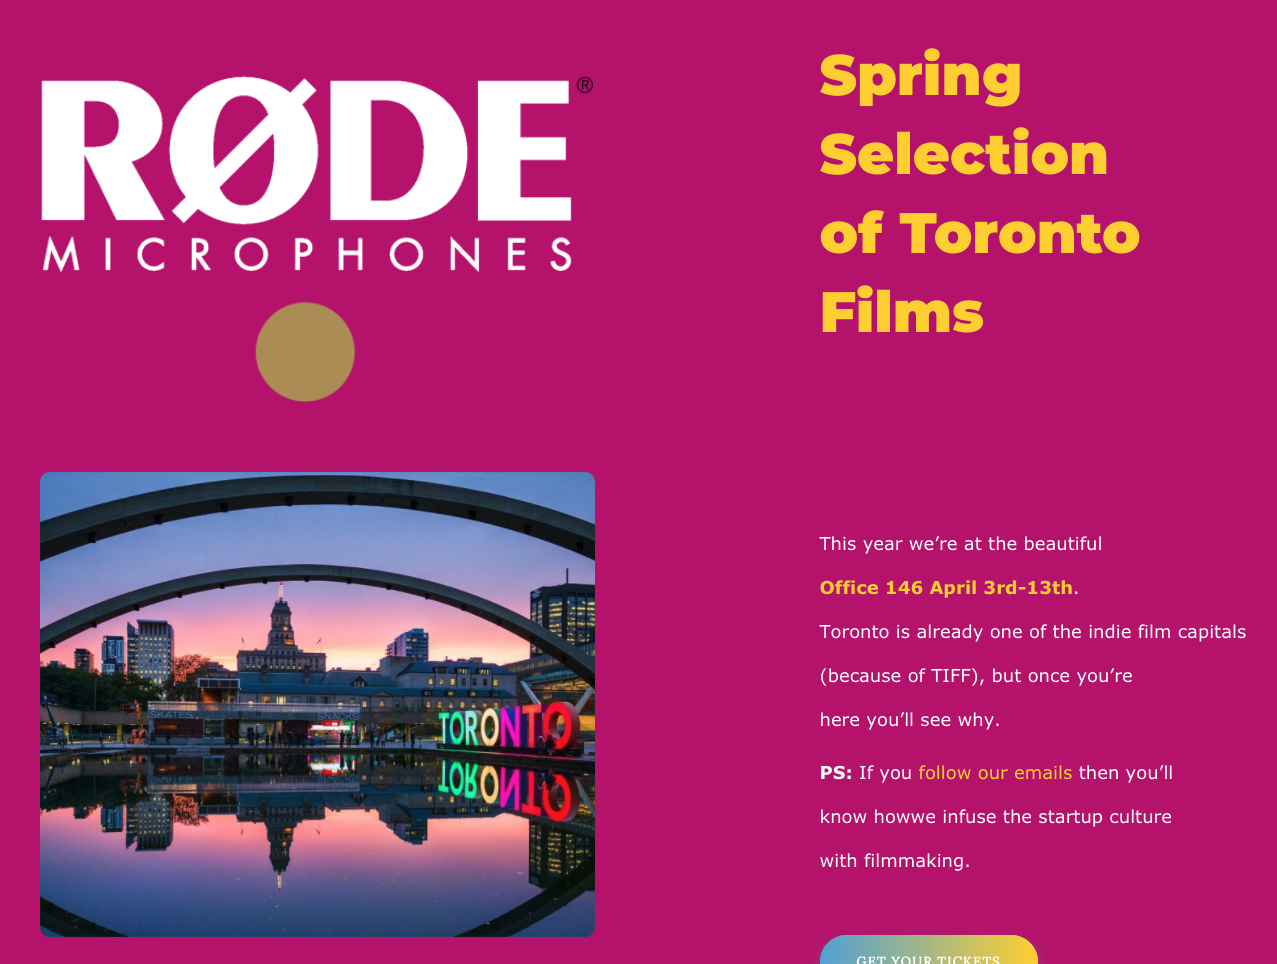 RØDE®
MICROPHONES
Spring
Selection
of Toronto
Films
SKATES
SNACKS
TORONTO
This year we’re at the beautiful
Office 146 April 3rd-13th.
Toronto is already one of the indie film capitals
(because of TIFF), but once you’re
here you’ll see why.
PS: If you follow our emails then you’ll
know howwe infuse the startup culture
with filmmaking.
GET YOUR TICKETS